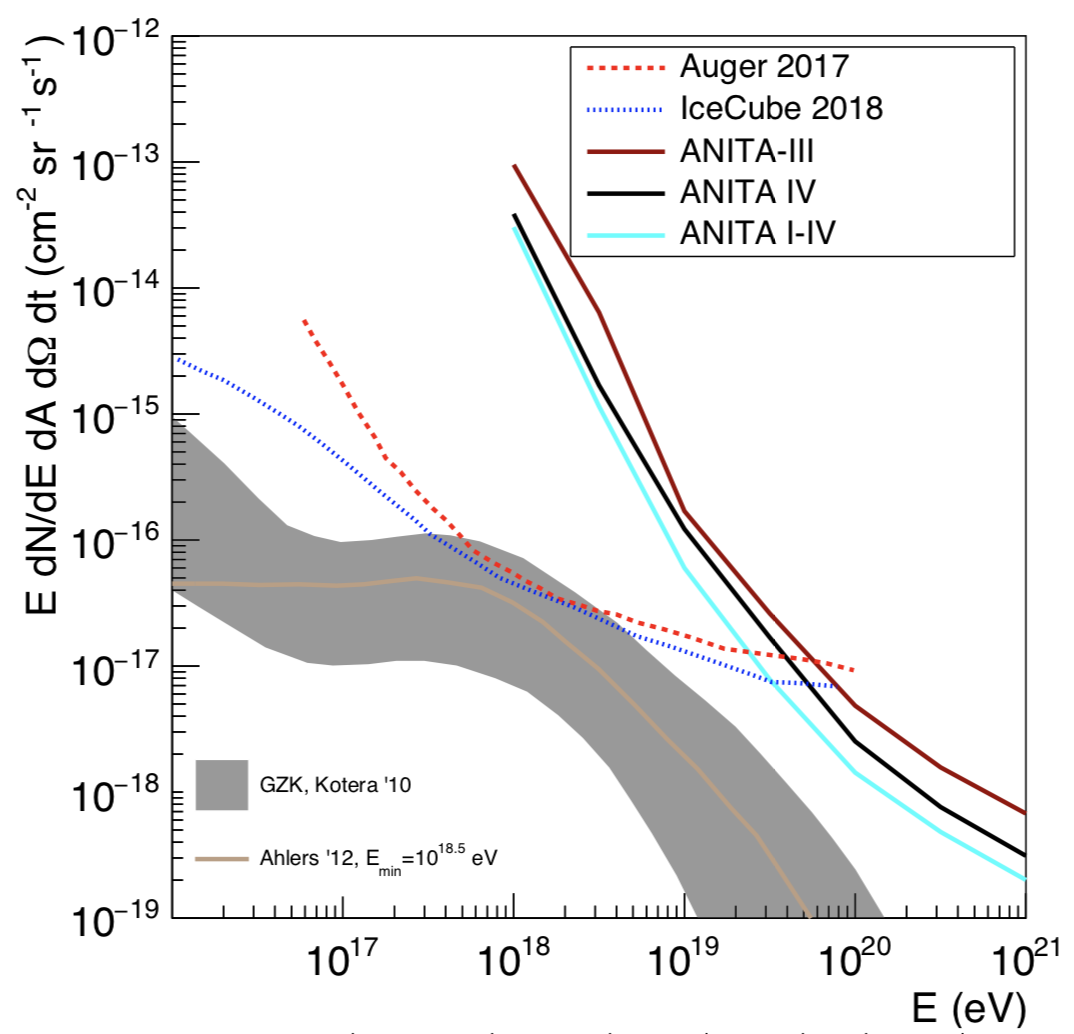 E dN/dE dA dΩ dt (cm⁻² sr ⁻¹ s⁻¹)
10⁻¹²
10⁻¹³
10⁻¹⁴
10⁻¹⁵
10⁻¹⁶
10⁻¹⁷
10⁻¹⁸
10⁻¹⁹
Auger 2017
IceCube 2018
ANITA-III
ANITA IV
ANITA I-IV
GZK, Kotera '10
Ahlers '12, E_min=10^18.5 eV
10¹⁷
10¹⁸
10¹⁹
10²⁰
10²¹
E (eV)